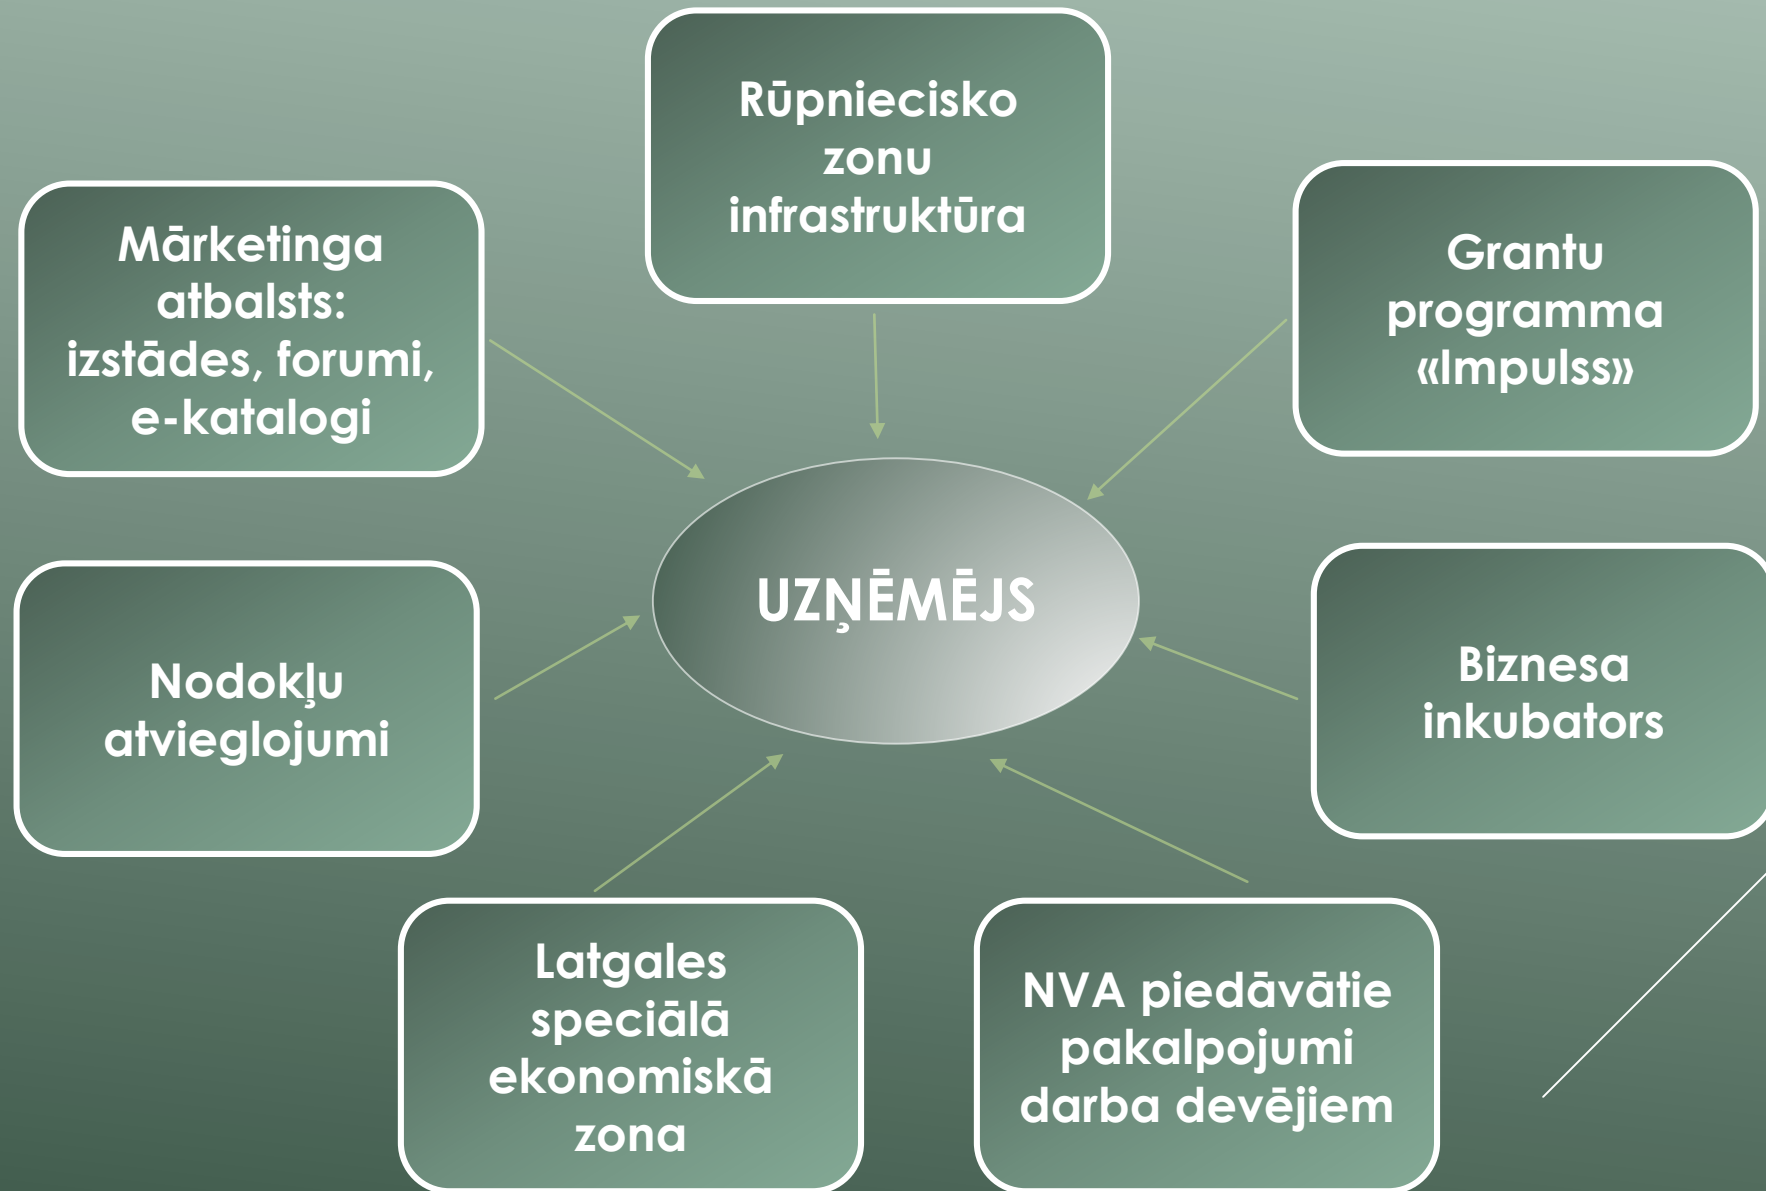 Rūpniecisko
zonu
infrastruktūra
Mārketinga
atbalsts:
izstādes, forumi,
e-katalogi
Grantu
programma
«Impulss»
UZŅĒMĒJS
Nodokļu
atvieglojumi
Biznesa
inkubators
Latgales
speciālā
ekonomiskā
zona
NVA piedāvātie
pakalpojumi
darba devējiem